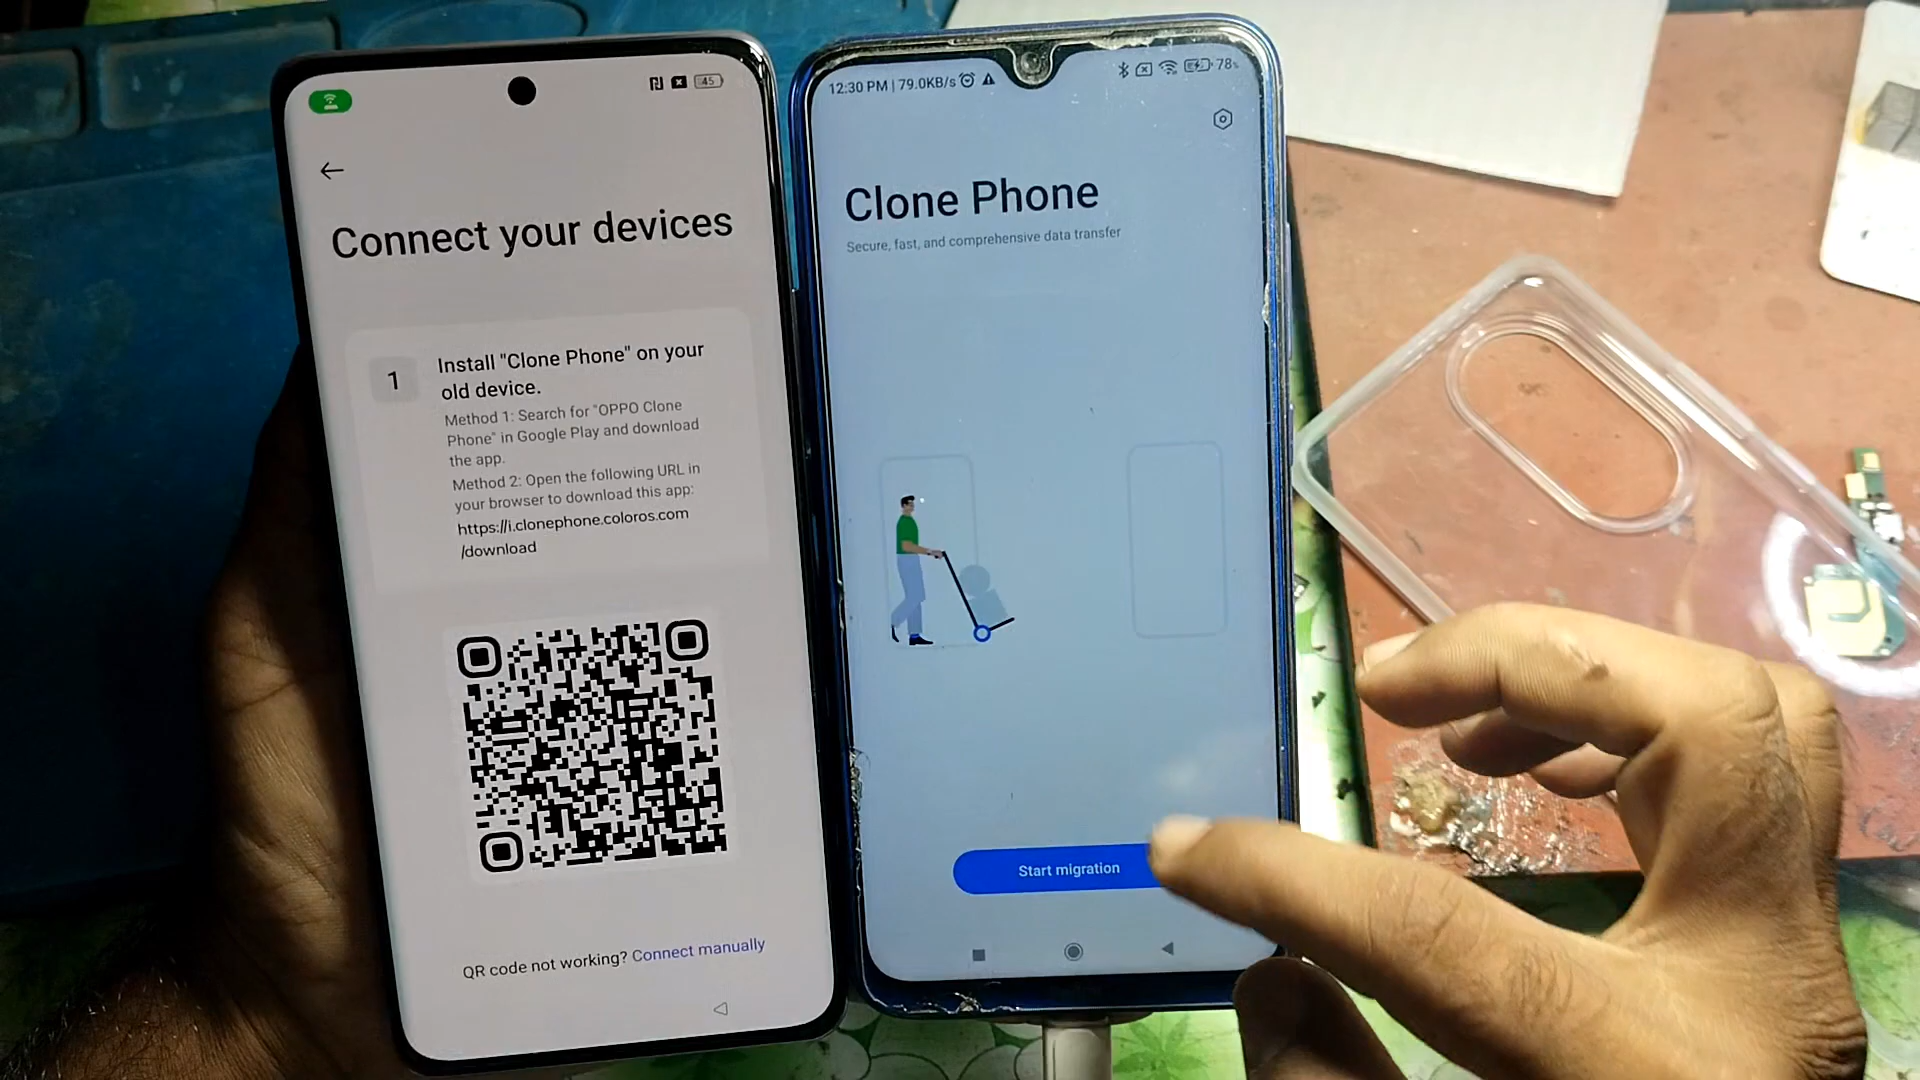 45
Connect your devices
1
Install "Clone Phone" on your
old device.
Method 1: Search for "OPPO Clone
Phone" in Google Play and download
the app.
Method 2: Open the following URL in
your browser to download this app:
https://i.clonephone.coloros.com
/download
QR code not working? Connect manually
12:30 PM | 79.0KB/s
78%
Clone Phone
Secure, fast, and comprehensive data transfer
Start migration